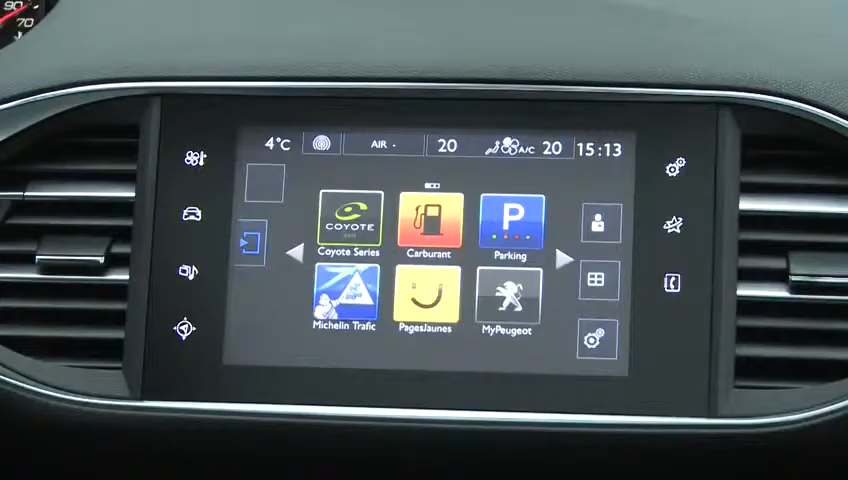 90
70
4°C
AIR
20
A/C 20
15:13
COYOTE
P
Coyote Series
Carburant
Parking
Michelin Trafic
PagesJaunes
MyPeugeot